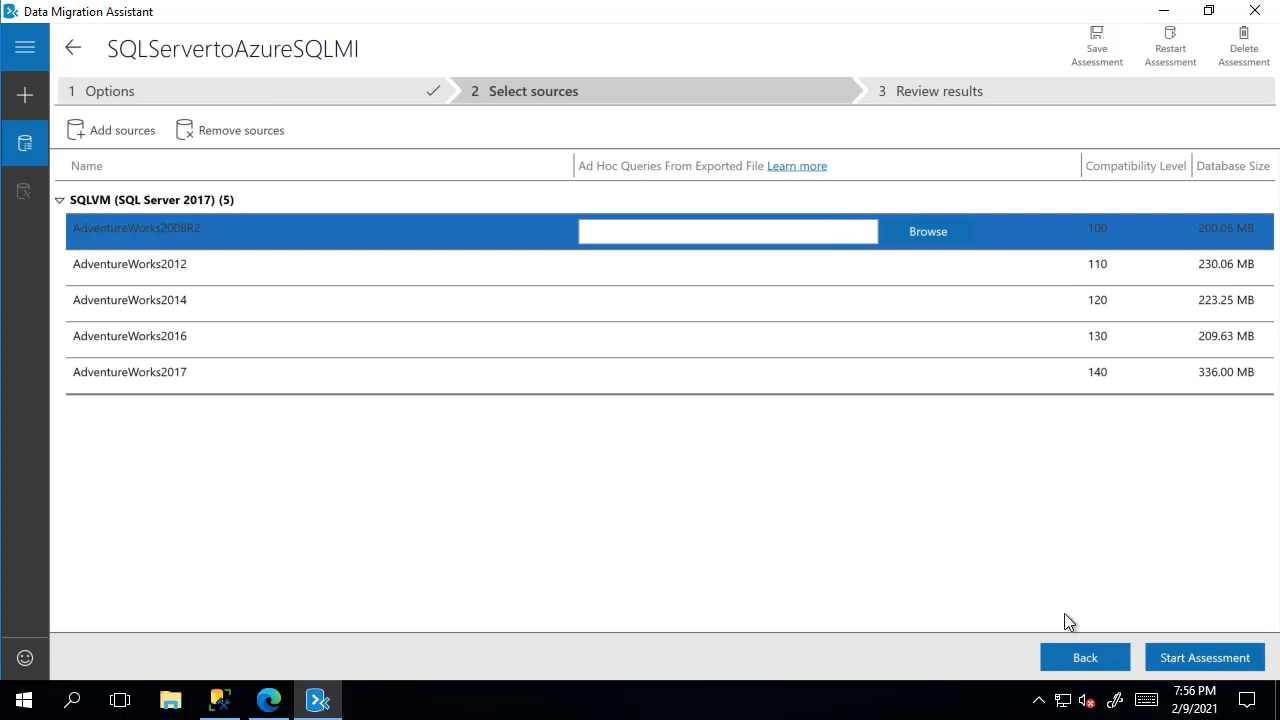 Data Migration Assistant
SQLServertoAzureSQLMI
Save Assessment
Restart Assessment
Delete Assessment
1 Options
2 Select sources
3 Review results
Add sources
Remove sources
Name
Ad Hoc Queries From Exported File Learn more
Compatibility Level
Database Size
SQLVM (SQL Server 2017) (5)
AdventureWorks2008R2 Browse 100 200.06 MB
AdventureWorks2012 110 230.06 MB
AdventureWorks2014 120 223.25 MB
AdventureWorks2016 130 209.63 MB
AdventureWorks2017 140 336.00 MB
Back
Start Assessment
7:56 PM
2/9/2021